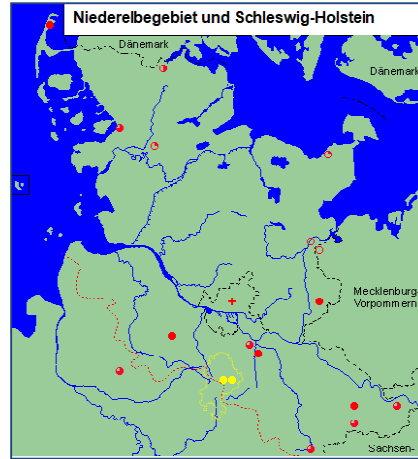 Niederelbegebiet und Schleswig-Holstein
Dänemark
Dänemark
Mecklenburg-
Vorpommern
Sachsen-